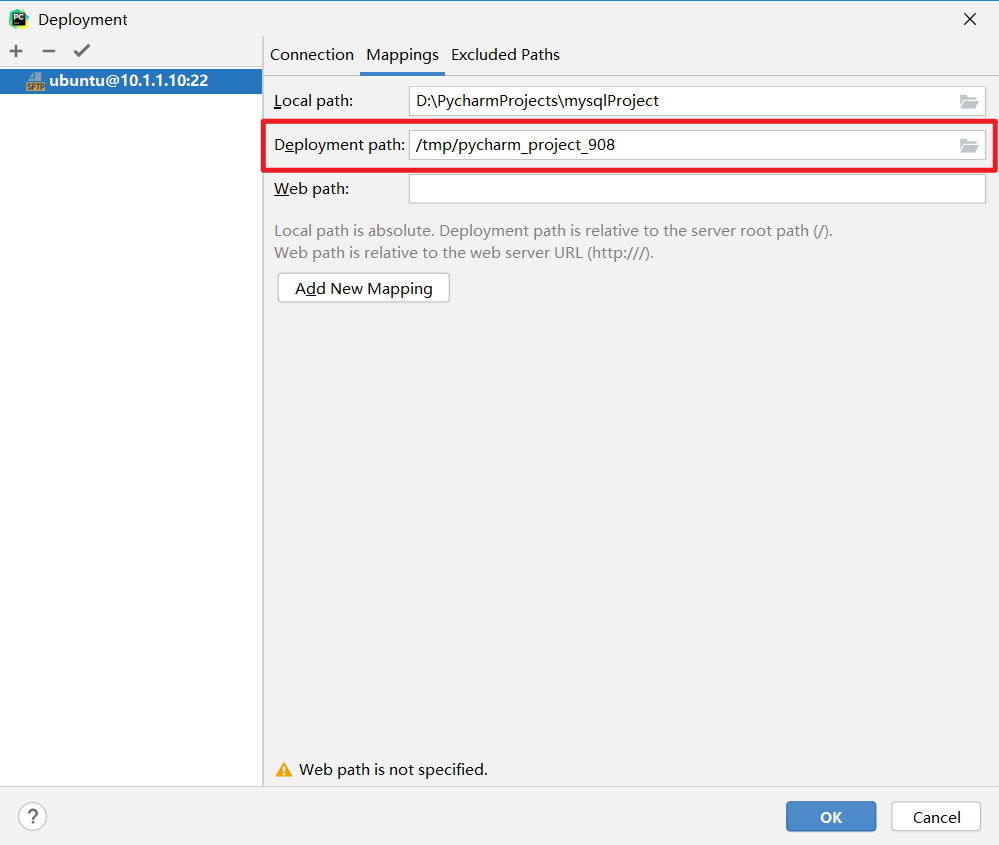 Deployment
ubuntu@10.1.1.10:22
Connection Mappings Excluded Paths
Local path: D:\PycharmProjects\mysqlProject
Deployment path: /tmp/pycharm_project_908
Web path:
Local path is absolute. Deployment path is relative to the server root path (/).
Web path is relative to the web server URL (http:///).
Add New Mapping
Web path is not specified.
? OK Cancel
PC
SFTP